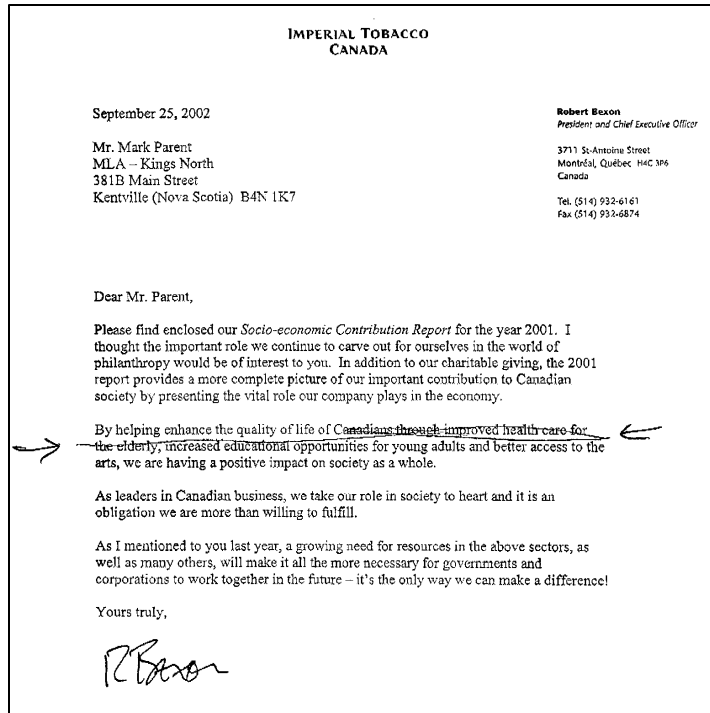 IMPERIAL TOBACCO
CANADA
September 25, 2002
Robert Bexon
President and Chief Executive Officer
Mr. Mark Parent
MLA – Kings North
381B Main Street
Kentville (Nova Scotia) B4N 1K7
3711 St-Antoine Street
Montréal, Québec H4C 3P6
Canada
Tel. (514) 932-6161
Fax (514) 932-6874
Dear Mr. Parent,
Please find enclosed our Socio-economic Contribution Report for the year 2001. I
thought the important role we continue to carve out for ourselves in the world of
philanthropy would be of interest to you. In addition to our charitable giving, the 2001
report provides a more complete picture of our important contribution to Canadian
society by presenting the vital role our company plays in the economy.
By helping enhance the quality of life of Canadians through improved health care for
the elderly, increased educational opportunities for young adults and better access to the
arts, we are having a positive impact on society as a whole.
As leaders in Canadian business, we take our role in society to heart and it is an
obligation we are more than willing to fulfill.
As I mentioned to you last year, a growing need for resources in the above sectors, as
well as many others, will make it all the more necessary for governments and
corporations to work together in the future – it's the only way we can make a difference!
Yours truly,
R Bexon